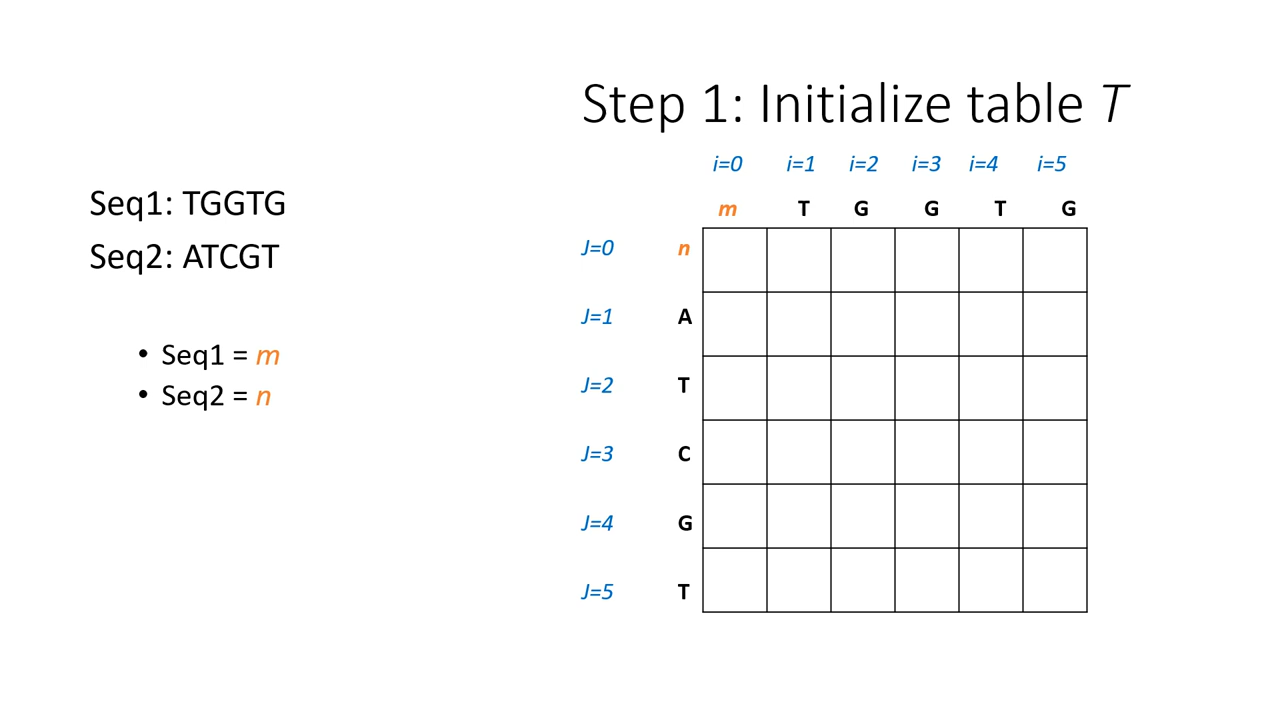 Step 1: Initialize table T
Seq1: TGGTG
Seq2: ATCGT
• Seq1 = m
• Seq2 = n
i=0 i=1 i=2 i=3 i=4 i=5
m T G G T G
J=0 n
J=1 A
J=2 T
J=3 C
J=4 G
J=5 T